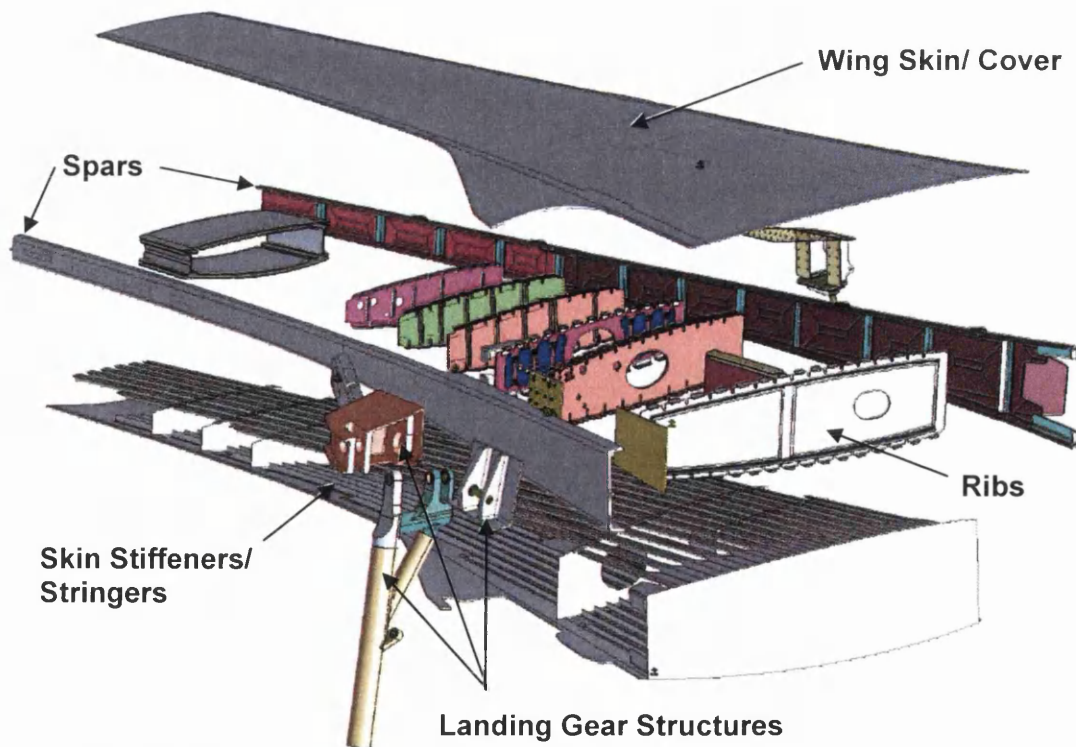 Wing Skin/ Cover
Spars
Ribs
Skin Stiffeners/
Stringers
Landing Gear Structures